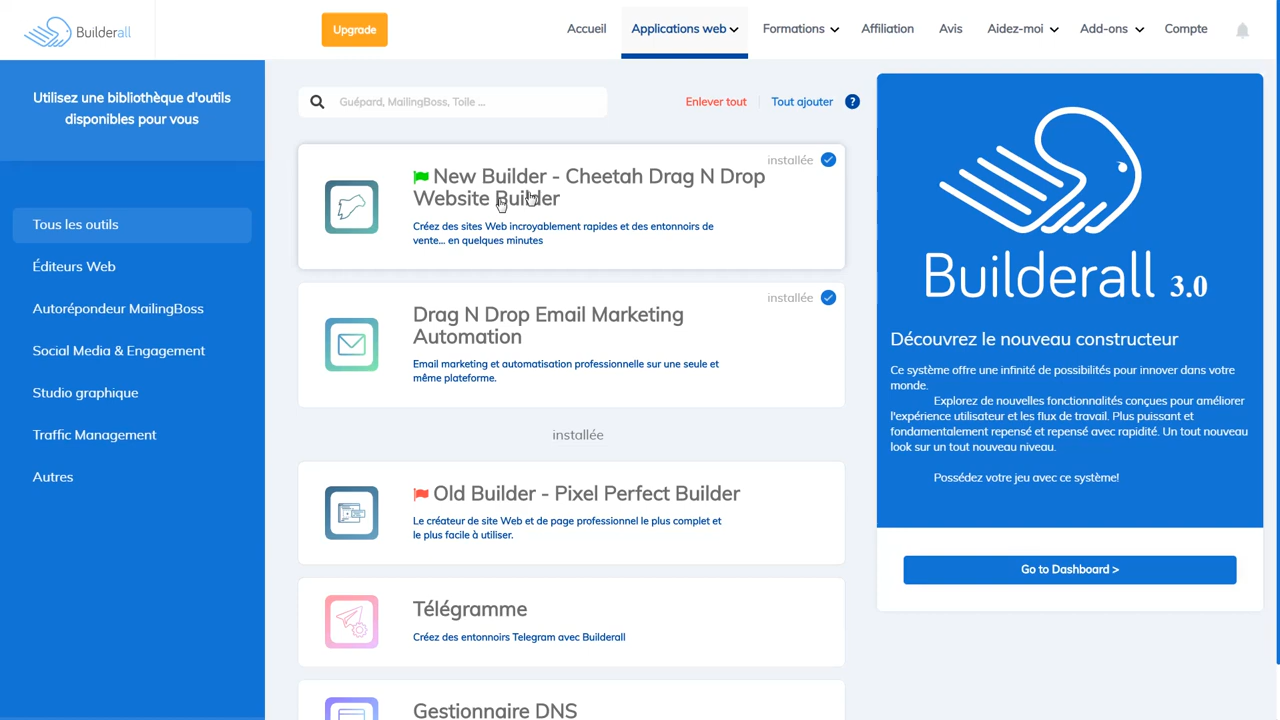 Builderall
Upgrade
Accueil
Applications web
Formations
Affiliation
Avis
Aidez-moi
Add-ons
Compte
Utilisez une bibliothèque d'outils
disponibles pour vous
Tous les outils
Éditeurs Web
Autorépondeur MailingBoss
Social Media & Engagement
Studio graphique
Traffic Management
Autres
Guépard, MailingBoss, Toile ...
Enlever tout
Tout ajouter
?
installée
New Builder - Cheetah Drag N Drop
Website Builder
Créez des sites Web incroyablement rapides et des entonnoirs de
vente... en quelques minutes
installée
Drag N Drop Email Marketing
Automation
Email marketing et automatisation professionnelle sur une seule et
même plateforme.
installée
Old Builder - Pixel Perfect Builder
Le créateur de site Web et de page professionnel le plus complet et
le plus facile à utiliser.
Télégramme
Créez des entonnoirs Telegram avec Builderall
Gestionnaire DNS
Builderall 3.0
Découvrez le nouveau constructeur
Ce système offre une infinité de possibilités pour innover dans votre
monde.
Explorez de nouvelles fonctionnalités conçues pour améliorer
l'expérience utilisateur et les flux de travail. Plus puissant et
fondamentalement repensé et repensé avec rapidité. Un tout nouveau
look sur un tout nouveau niveau.
Possédez votre jeu avec ce système!
Go to Dashboard >